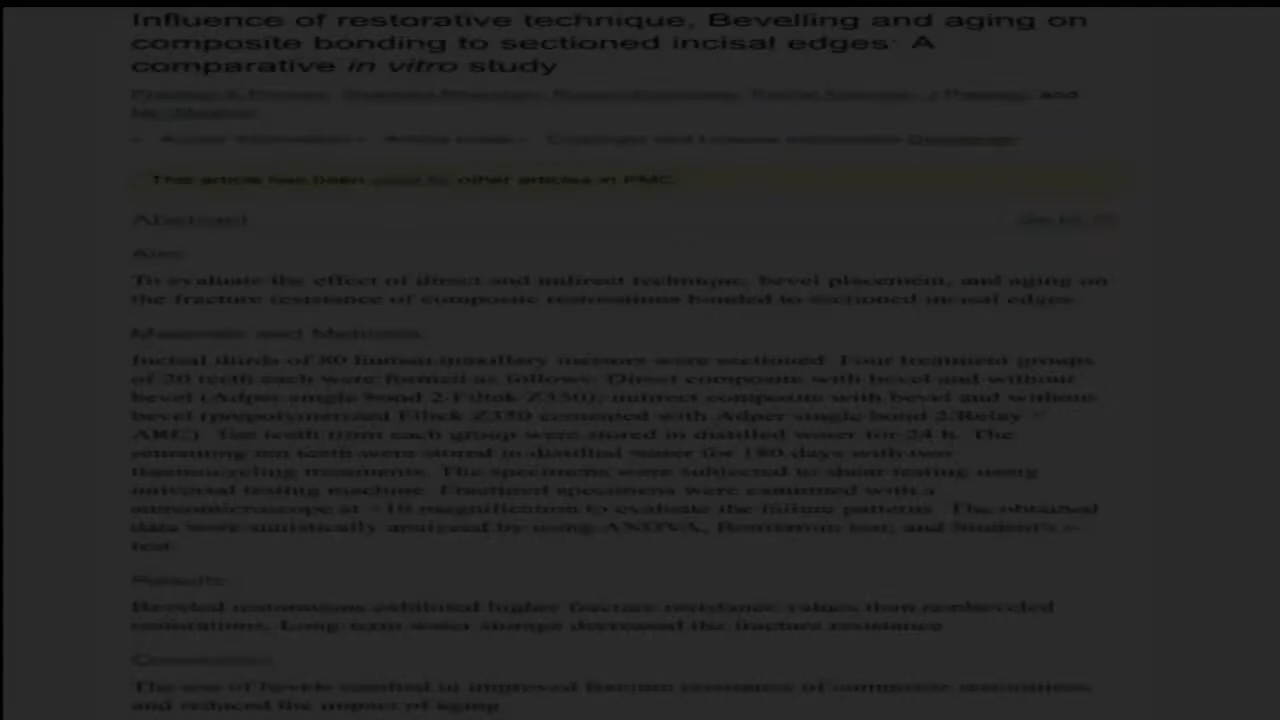 Influence of restorative technique, Bevelling and aging on
composite bonding to sectioned incisal edges: A
comparative in vitro study
and
This article has been cited by other articles in PMC.
Abstract
Aim:
To evaluate the effect of direct and indirect technique, bevel placement, and aging on
the fracture resistance of composite restorations bonded to sectioned incisal edges.
Materials and Methods:
Incisal thirds of 80 human maxillary incisors were sectioned. Four treatment groups
of 20 teeth each were formed as follows: Direct composite with bevel and without
bevel (Adper single bond 2-Filtek Z350); indirect composite with bevel and without
bevel (prepolymerized Filtek Z350 cemented with Adper single bond 2/Relay
ARC). Ten teeth from each group were stored in distilled water for 24 h. The
remaining ten teeth were stored in distilled water for 180 days with two
thermocycling treatments. The specimens were subjected to shear testing using
universal testing machine. Fractured specimens were examined with a
stereomicroscope at ×10 magnification to evaluate the failure patterns. The obtained
data were statistically analyzed by using ANOVA, Bonferroni test, and Student's
test.
Results:
Beveled restorations exhibited higher fracture resistance values than nonbeveled
restorations. Long-term water storage decreased the fracture resistance.
Conclusion:
The use of bevels resulted in improved fracture resistance of composite restorations
and reduced the impact of aging.